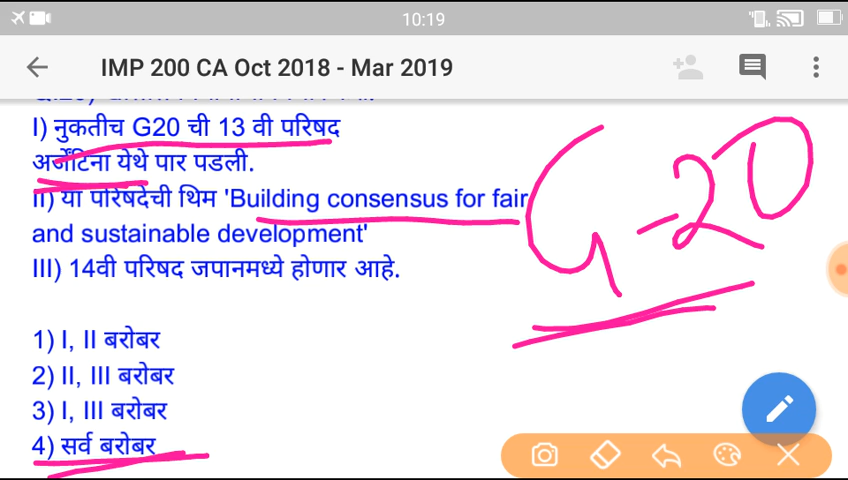 10:19
IMP 200 CA Oct 2018 - Mar 2019
I) नुकतीच G20 ची 13 वी परिषद
अर्जेंटिना येथे पार पडली.
II) या परिषदेची थिम 'Building consensus for fair
and sustainable development'
III) 14वी परिषद जपानमध्ये होणार आहे.
G-20
1) I, II बरोबर
2) II, III बरोबर
3) I, III बरोबर
4) सर्व बरोबर